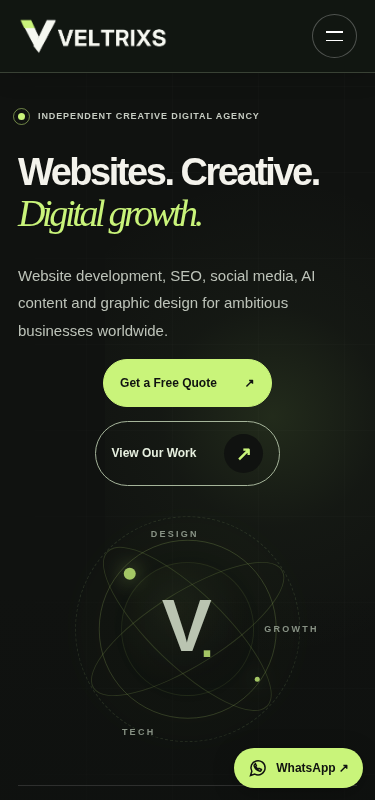 VELTRIXS
INDEPENDENT CREATIVE DIGITAL AGENCY
Websites. Creative.
Digital growth.
Website development, SEO, social media, AI
content and graphic design for ambitious
businesses worldwide.
Get a Free Quote ↗
View Our Work ↗
DESIGN
V.
GROWTH
TECH
WhatsApp ↗